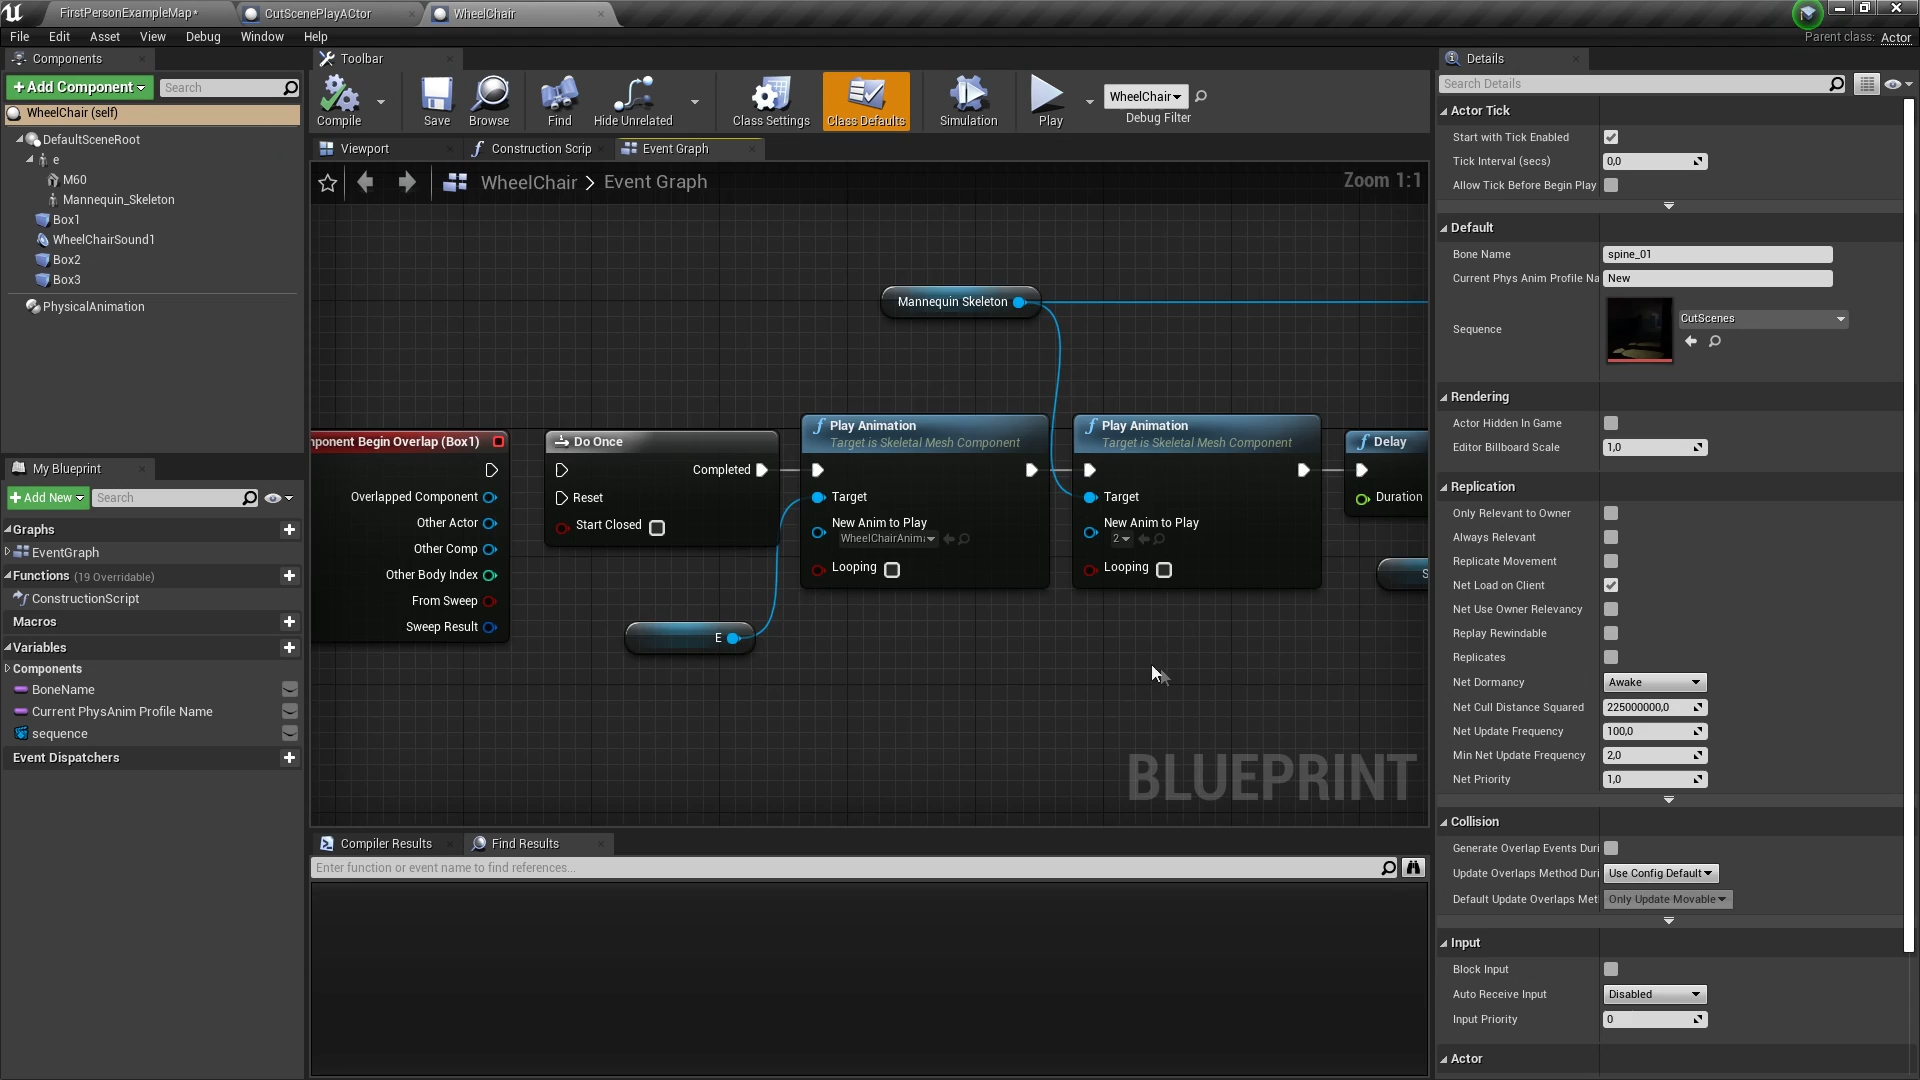 FirstPersonExampleMap*
CutScenePlayACtor
WheelChair
File Edit Asset View Debug Window Help
Parent class: Actor
Components
+Add Component
Search
WheelChair (self)
DefaultSceneRoot
e
M60
Mannequin_Skeleton
Box1
WheelChairSound1
Box2
Box3
PhysicalAnimation
My Blueprint
+Add New
Search
Graphs
EventGraph
Functions (19 Overridable)
ConstructionScript
Macros
Variables
Components
BoneName
Current PhysAnim Profile Name
sequence
Event Dispatchers
Toolbar
Compile
Save
Browse
Find
Hide Unrelated
Class Settings
Class Defaults
Simulation
Play
WheelChair
Debug Filter
Viewport
Construction Scrip
Event Graph
WheelChair > Event Graph
Zoom 1:1
Mannequin Skeleton
mponent Begin Overlap (Box1)
Overlapped Component
Other Actor
Other Comp
Other Body Index
From Sweep
Sweep Result
Do Once
Completed
Reset
Start Closed
E
Play Animation
Target is Skeletal Mesh Component
Target
New Anim to Play
WheelChairAnima
Looping
Play Animation
Target is Skeletal Mesh Component
Target
New Anim to Play
2
Looping
Delay
Duration
S
BLUEPRINT
Compiler Results
Find Results
Enter function or event name to find references...
Details
Search Details
Actor Tick
Start with Tick Enabled
Tick Interval (secs) 0,0
Allow Tick Before Begin Play
Default
Bone Name spine_01
Current Phys Anim Profile Na New
Sequence CutScenes
Rendering
Actor Hidden In Game
Editor Billboard Scale 1,0
Replication
Only Relevant to Owner
Always Relevant
Replicate Movement
Net Load on Client
Net Use Owner Relevancy
Replay Rewindable
Replicates
Net Dormancy Awake
Net Cull Distance Squared 225000000,0
Net Update Frequency 100,0
Min Net Update Frequency 2,0
Net Priority 1,0
Collision
Generate Overlap Events Duri
Update Overlaps Method Duri Use Config Default
Default Update Overlaps Met Only Update Movable
Input
Block Input
Auto Receive Input Disabled
Input Priority 0
Actor